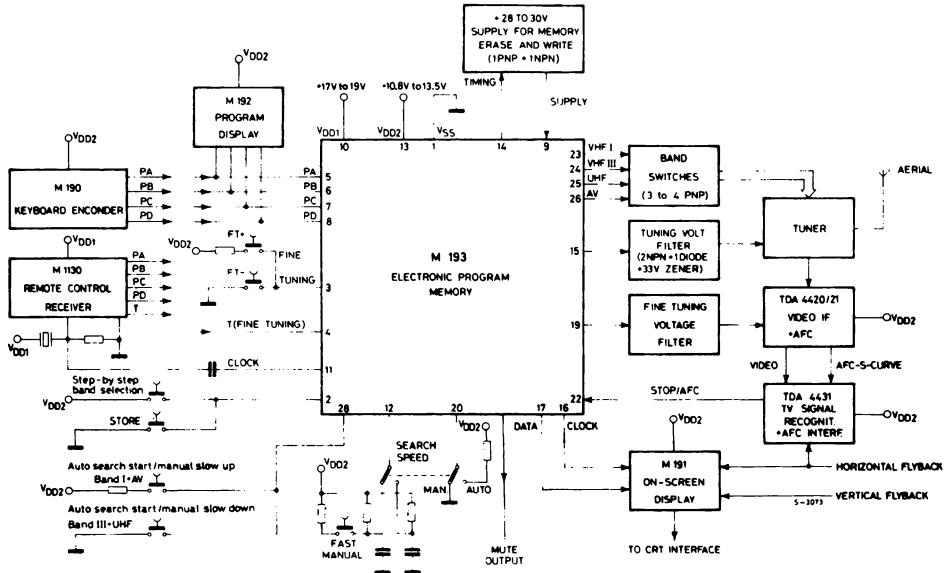 + 28 TO 30V
SUPPLY FOR MEMORY
ERASE AND WRITE
(1PNP + 1NPN)
TIMING
SUPPLY
VDD2
M 192
PROGRAM
DISPLAY
+17V to 19V
+10.8V to 13.5V
VDD1
VDD2
VSS
10
13
1
14
9
VDD2
M 190
KEYBOARD ENCONDER
PA
PB
PC
PD
PA
PB
PC
PD
5
6
7
8
VDD1
M 1130
REMOTE CONTROL
RECEIVER
PA
PB
PC
PD
T
VDD1
VDD2
FT+
FINE
FT-
TUNING
3
T(FINE TUNING)
4
CLOCK
11
M 193
ELECTRONIC PROGRAM
MEMORY
23
VHF I
24
VHF III
25
UHF
26
AV
BAND
SWITCHES
(3 to 4 PNP)
AERIAL
TUNER
15
TUNING VOLT
FILTER
(2NPN +1DIODE
+33V ZENER)
19
FINE TUNING
VOLTAGE
FILTER
TDA 4420/21
VIDEO IF
+AFC
VDD2
VIDEO
AFC-S-CURVE
22
STOP/AFC
TDA 4431
TV SIGNAL
RECOGNIT.
+AFC INTERF.
VDD2
Step-by step
band selection
VDD2
STORE
2
28
12
20
17
16
DATA
CLOCK
Auto search start/manual slow up
Band I+AV
VDD2
Auto search start/manual slow down
Band III+UHF
VDD2
FAST
MANUAL
SEARCH
SPEED
VDD2
MAN.
AUTO
MUTE
OUTPUT
VDD2
M 191
ON-SCREEN
DISPLAY
HORIZONTAL FLYBACK
VERTICAL FLYBACK
S-3073
TO CRT INTERFACE